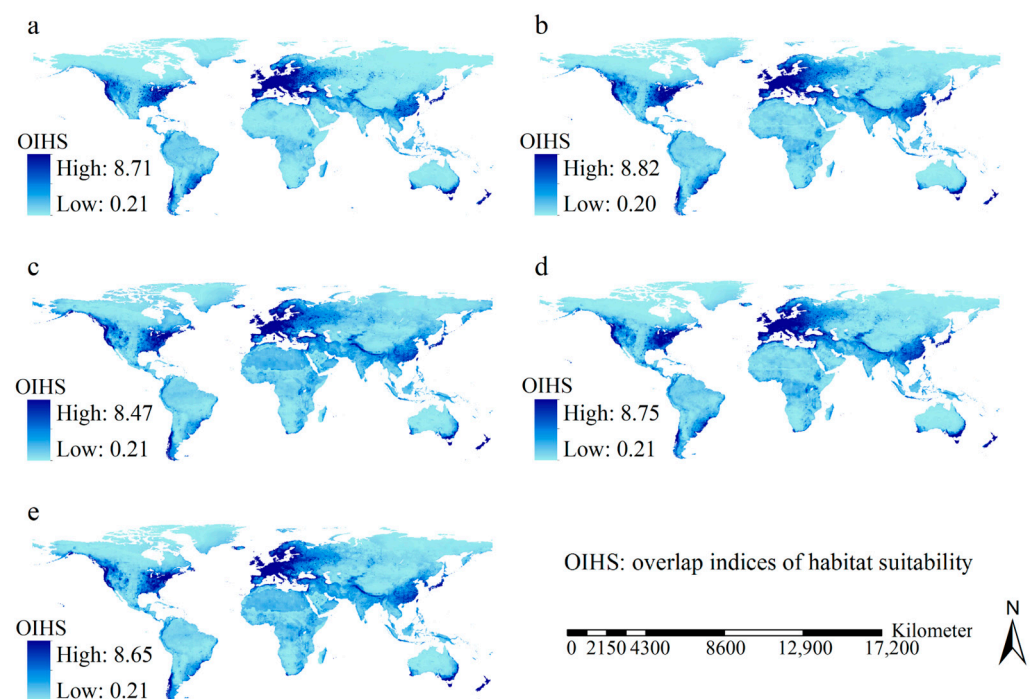 a
OIHS
High: 8.71
Low: 0.21
b
OIHS
High: 8.82
Low: 0.20
c
OIHS
High: 8.47
Low: 0.21
d
OIHS
High: 8.75
Low: 0.21
e
OIHS
High: 8.65
Low: 0.21
OIHS: overlap indices of habitat suitability
N
Kilometer
0 2150 4300 8600 12,900 17,200